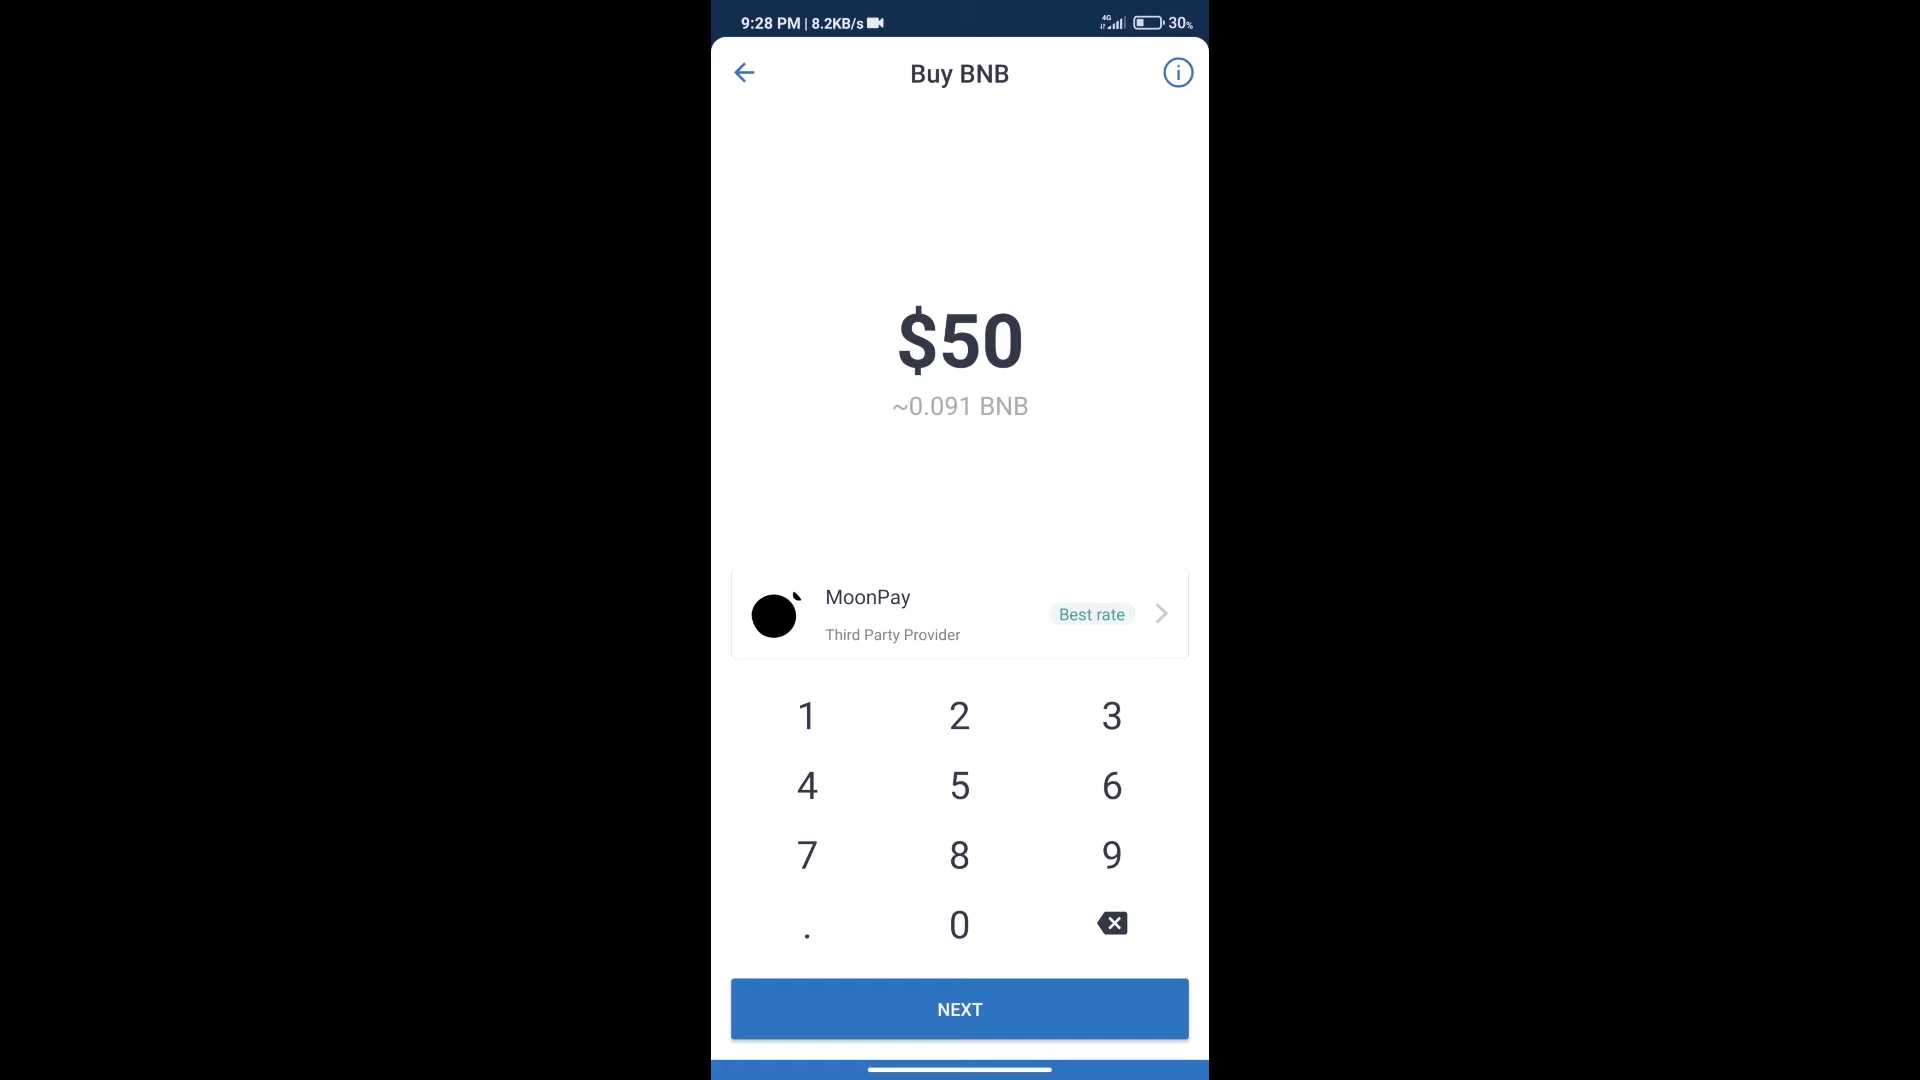 9:28 PM | 8.2KB/s
4G
30%
Buy BNB
$50
~0.091 BNB
MoonPay
Best rate
Third Party Provider
1 2 3
4 5 6
7 8 9
. 0
NEXT